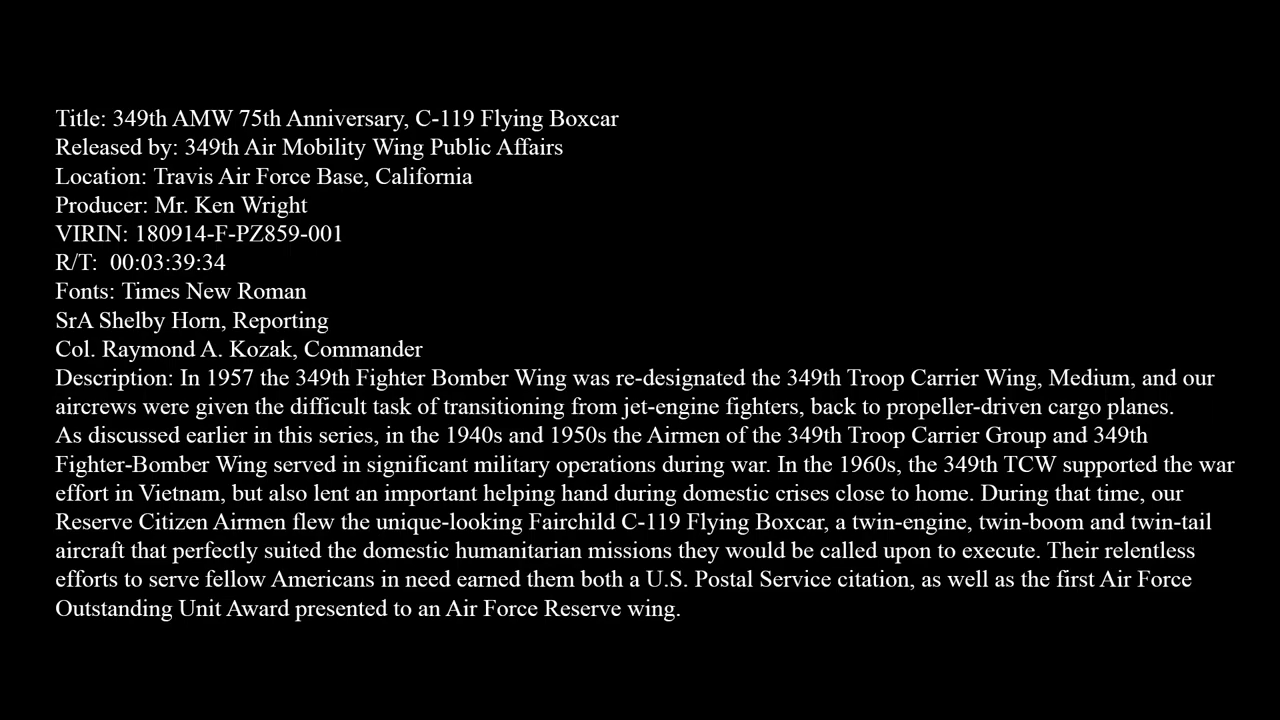 Title: 349th AMW 75th Anniversary, C-119 Flying Boxcar
Released by: 349th Air Mobility Wing Public Affairs
Location: Travis Air Force Base, California
Producer: Mr. Ken Wright
VIRIN: 180914-F-PZ859-001
R/T:  00:03:39:34
Fonts: Times New Roman
SrA Shelby Horn, Reporting
Col. Raymond A. Kozak, Commander
Description: In 1957 the 349th Fighter Bomber Wing was re-designated the 349th Troop Carrier Wing, Medium, and our
aircrews were given the difficult task of transitioning from jet-engine fighters, back to propeller-driven cargo planes.
As discussed earlier in this series, in the 1940s and 1950s the Airmen of the 349th Troop Carrier Group and 349th
Fighter-Bomber Wing served in significant military operations during war. In the 1960s, the 349th TCW supported the war
effort in Vietnam, but also lent an important helping hand during domestic crises close to home. During that time, our
Reserve Citizen Airmen flew the unique-looking Fairchild C-119 Flying Boxcar, a twin-engine, twin-boom and twin-tail
aircraft that perfectly suited the domestic humanitarian missions they would be called upon to execute. Their relentless
efforts to serve fellow Americans in need earned them both a U.S. Postal Service citation, as well as the first Air Force
Outstanding Unit Award presented to an Air Force Reserve wing.